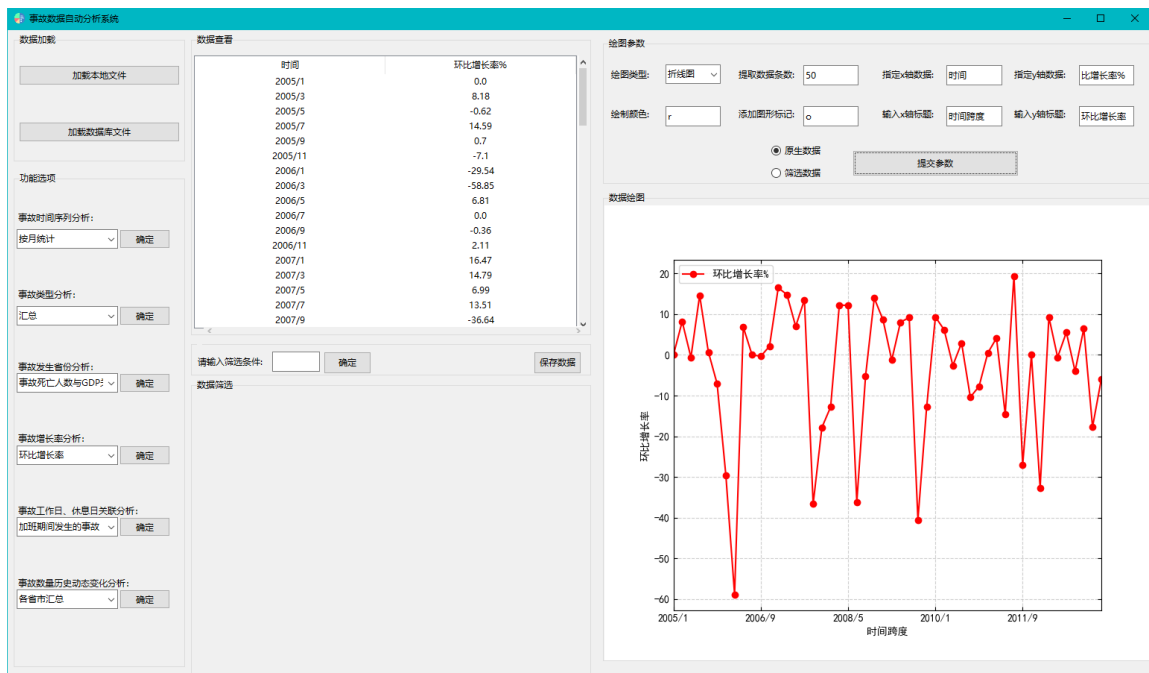 事故数据自动分析系统
数据加载
加载本地文件
加载数据库文件
功能选项
事故时间序列分析:
按月统计 确定
事故类型分析:
汇总 确定
事故发生省份分析:
事故死亡人数与GDP 确定
事故增长率分析:
环比增长率 确定
事故工作日、休息日关联分析:
加班期间发生的事故 确定
事故数量历史动态变化分析:
各省市汇总 确定
数据查看
时间 环比增长率%
2005/1 0.0
2005/3 8.18
2005/5 -0.62
2005/7 14.59
2005/9 0.7
2005/11 -7.1
2006/1 -29.54
2006/3 -58.85
2006/5 6.81
2006/7 0.0
2006/9 -0.36
2006/11 2.11
2007/1 16.47
2007/3 14.79
2007/5 6.99
2007/7 13.51
2007/9 -36.64
请输入筛选条件: 确定 保存数据
数据筛选
绘图参数
绘图类型: 折线图 提取数据条数: 50 指定x轴数据: 时间 指定y轴数据: 比增长率%
绘制颜色: r 添加图形标记: o 输入x轴标题: 时间跨度 输入y轴标题: 环比增长率
原生数据
筛选数据
提交参数
数据绘图
环比增长率%
20
10
0
−10
−20
−30
−40
−50
−60
环比增长率
2005/1 2006/9 2008/5 2010/1 2011/9
时间跨度